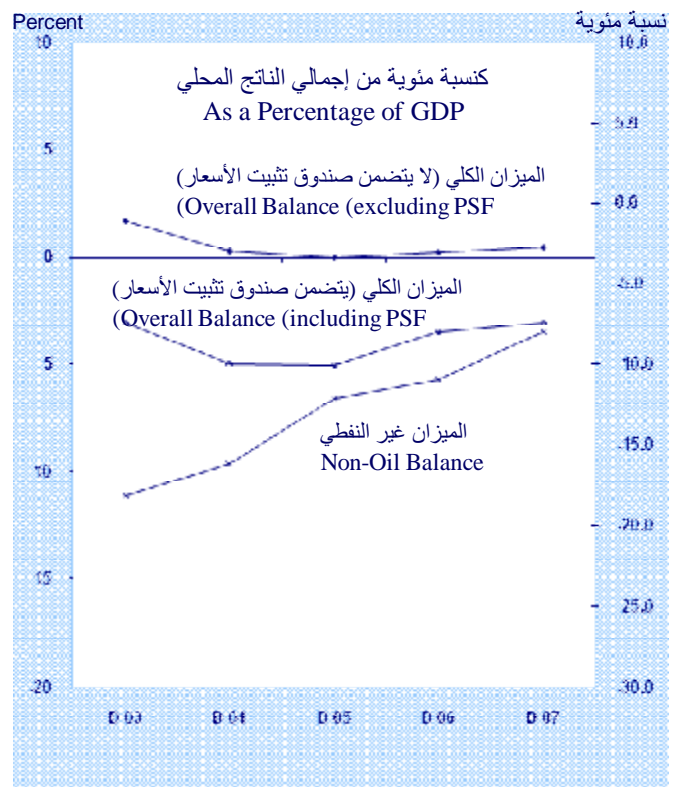 Percent
نسبة مئوية
كنسبة مئوية من إجمالي الناتج المحلي
As a Percentage of GDP
الميزان الكلي (لا يتضمن صندوق تثبيت الأسعار)
(Overall Balance (excluding PSF
الميزان الكلي (يتضمن صندوق تثبيت الأسعار)
(Overall Balance (including PSF
الميزان غير النفطي
Non-Oil Balance
10
5
0
5
10
15
-20
10.0
5.0
0.0
-5.0
10.0
-15.0
-20.0
25.0
-30.0
D 03
D 04
D 05
D 06
D 07